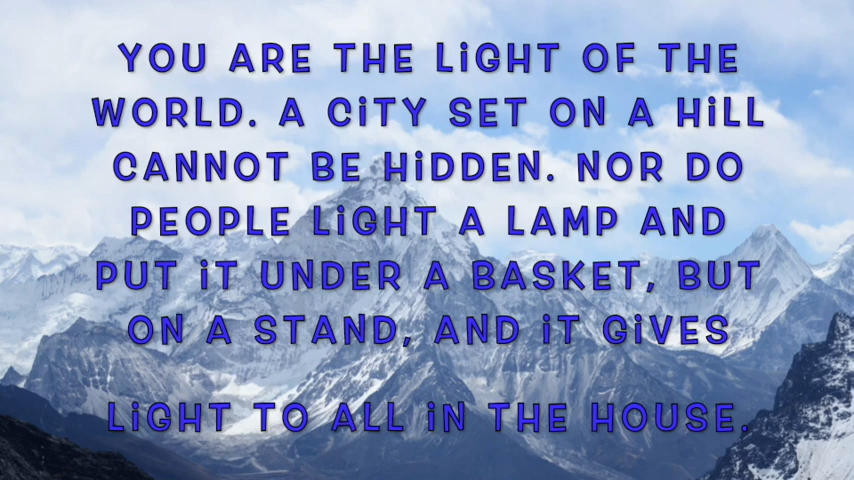 YOU ARE THE LiGHT OF THE
WORLD. A CiTY SET ON A HiLL
CANNOT BE HiDDEN. NOR DO
PEOPLE LiGHT A LAMP AND
PUT iT UNDER A BASKET, BUT
ON A STAND, AND iT GiVES
LiGHT TO ALL iN THE HOUSE.